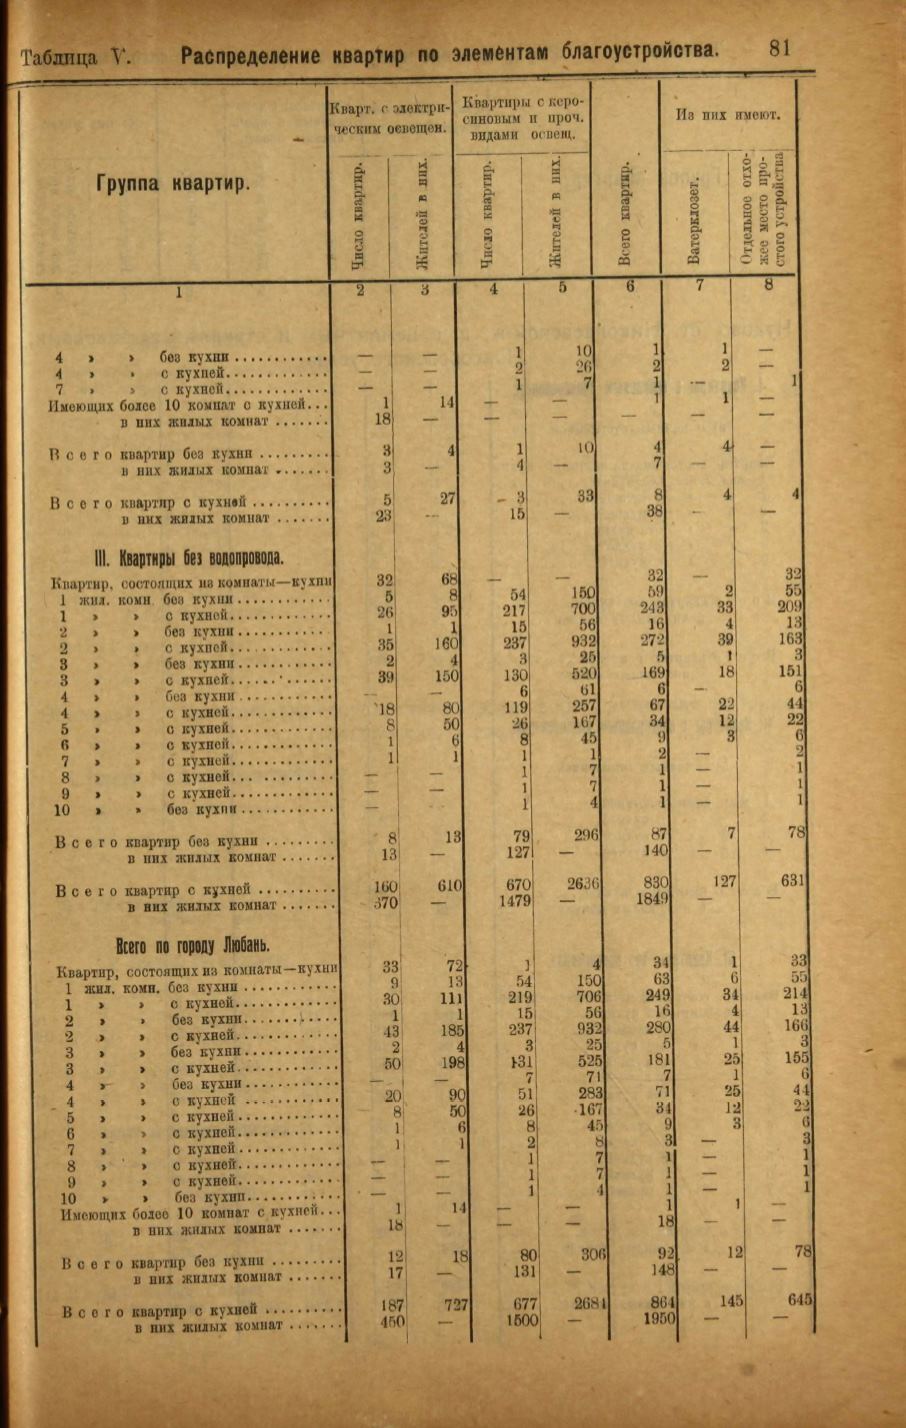 Таблица V. Распределение квартир по элементам благоустройства. 81
Группа квартир.
Кварт. с электри-
ческим освещен.
Квартиры с керо-
синовым и проч.
видами освещ.
Из них имеют.
Число квартир.
Жителей в них.
Число квартир.
Жителей в них.
Всего квартир.
Ватерклозет.
Отдельное отхо-
жее место про-
стого устройства
1 2 3 4 5 6 7 8
4 » » без кухни — — 1 10 1 1 —
4 » » с кухней — — 2 26 2 2 —
7 » » с кухней — — 1 7 1 — 1
Имеющих более 10 комнат с кухней 1 14 — — 1 1 —
в них жилых комнат 18 — — — — — —
Всего квартир без кухни 3 4 1 10 4 4 —
в них жилых комнат 3 — 4 — 7 — —
Всего квартир с кухней 5 27 3 33 8 4 4
в них жилых комнат 23 — 15 — 38 — —
III. Квартиры без водопровода.
Квартир, состоящих из комнаты—кухни 32 68 — — 32 — 32
1 жил. комн. без кухни 5 8 54 150 59 2 55
1 » » с кухней 26 95 217 700 243 33 209
2 » » без кухни 1 1 15 56 16 4 13
2 » » с кухней 35 160 237 932 272 39 163
3 » » без кухни 2 4 3 25 5 1 3
3 » » с кухней 39 150 130 520 169 18 151
4 » » без кухни — — 6 61 6 — 6
4 » » с кухней 18 80 119 257 67 22 44
5 » » с кухней 8 50 26 167 34 12 22
6 » » с кухней 1 6 8 45 9 3 6
7 » » с кухней 1 1 1 1 2 — 2
8 » » с кухней — — 1 7 1 — 1
9 » » с кухней — — 1 7 1 — 1
10 » » без кухни — 1 4 1 — 1
Всего квартир без кухни 8 13 79 296 87 7 78
в них жилых комнат 13 — 127 — 140 — —
Всего квартир с кухней 160 610 670 2636 830 127 631
в них жилых комнат 370 — 1479 — 1849 — —
Всего по городу Любань.
Квартир, состоящих из комнаты—кухни 33 72 1 4 34 1 33
1 жил. комн. без кухни 9 13 54 150 63 6 55
1 » » с кухней 30 111 219 706 249 34 214
2 » » без кухни 1 1 15 56 16 4 13
2 » » с кухней 43 185 237 932 280 44 166
3 » » без кухни 2 4 3 25 5 1 3
3 » » с кухней 50 198 131 525 181 25 155
4 » » без кухни — — 7 71 7 1 6
4 » » с кухней 20 90 51 283 71 25 44
5 » » с кухней 8 50 26 167 34 12 22
6 » » с кухней 1 6 8 45 9 3 6
7 » » с кухней 1 1 2 8 3 — 3
8 » » с кухней — — 1 7 1 — 1
9 » » с кухней — — 1 7 1 — 1
10 » » без кухни — — 1 4 1 — 1
Имеющих более 10 комнат с кухней 1 14 — — 1 1 —
в них жилых комнат 18 — — — 18 — —
Всего квартир без кухни 12 18 80 306 92 12 78
в них жилых комнат 17 — 131 — 148 — —
Всего квартир с кухней 187 727 677 2681 864 145 645
в них жилых комнат 450 — 1500 — 1950 — —